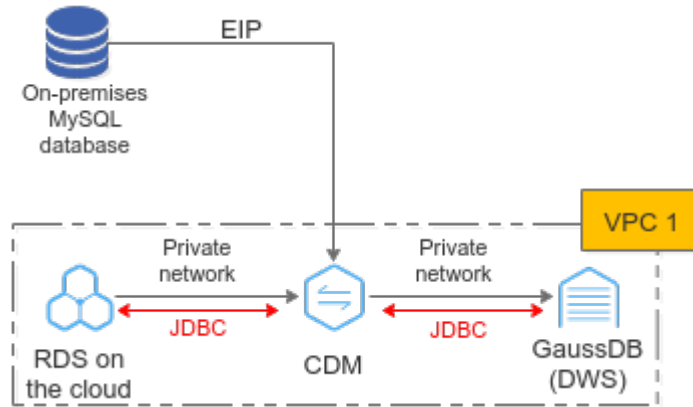 EIP
On-premises
MySQL
database
VPC 1
Private
network
Private
network
JDBC
JDBC
RDS on
the cloud
CDM
GaussDB
(DWS)